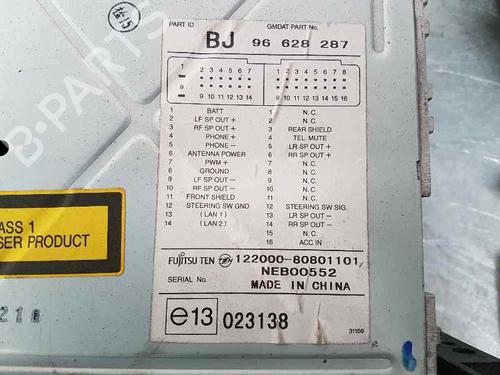 PART ID. GMDAT PART No.
BJ 96 628 287
1 2 3 4 5 6 7 1 2 3 4 5 6 7 8
8 9 10 11 12 13 14 9 10 11 12 13 14 15 16
1 BATT 1 N.C.
2 LF SP OUT+ 2 N.C.
3 RF SP OUT+ 3 REAR SHIELD
4 PHONE+ 4 TEL MUTE
5 PHONE- 5 LR SP OUT+
6 ANTENNA POWER 6 RR SP OUT+
7 PWM+ 7 N.C.
8 GROUND 8 N.C.
9 LF SP OUT- 9 N.C.
10 RF SP OUT- 10 N.C.
11 FRONT SHIELD 11 N.C.
12 STEERING SW GND 12 STEERING SW SIG.
13 (LAN1) 13 LR SP OUT-
14 (LAN2) 14 RR SP OUT-
15 N.C.
16 ACC IN
FUJITSU TEN 122000-80801101
SERIAL No. NEB00552
MADE IN CHINA
e13 023138
31100
ASS 1
SER PRODUCT